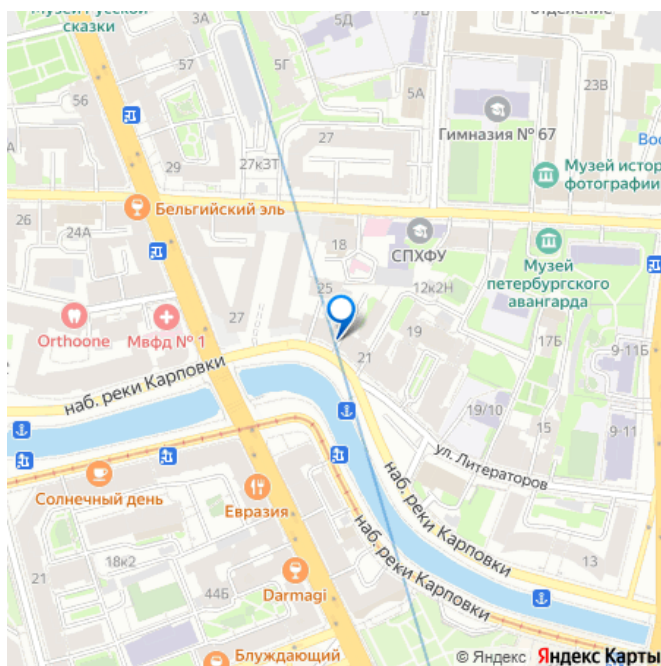 Музей русской
сказки
3А
5Д
отделение
57
5Г
5А
23В
56
Гимназия № 67
27
29
27к3Т
Музей истор
фотографии
Бельгийский эль
26
24А
18
СПХФУ
Музей
петербургского
авангарда
25
12к2Н
27
Orthoone
Мвфд № 1
19
21
17Б
9-11Б
наб. реки Карповки
19/10
15
9-11
ул. Литераторов
Солнечный день
Евразия
наб. реки Карповки
наб. реки Карповки
18к2
13
21
44Б
Darmagi
Блуждающий
© Яндекс Яндекс Карты